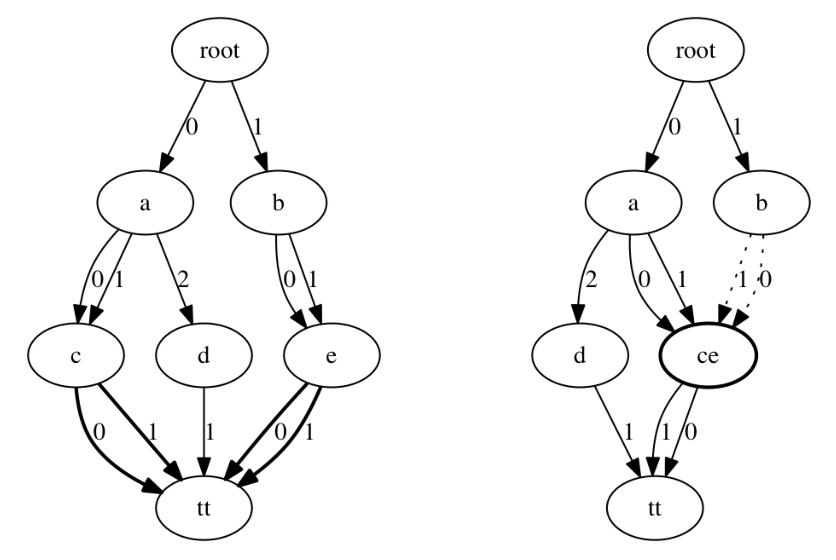 root root
0 1 0 1
a b a b
0 1 2 0 1 2 0 1 1 0
c d e d ce
0 1 1 0 1 1 1 0
tt tt